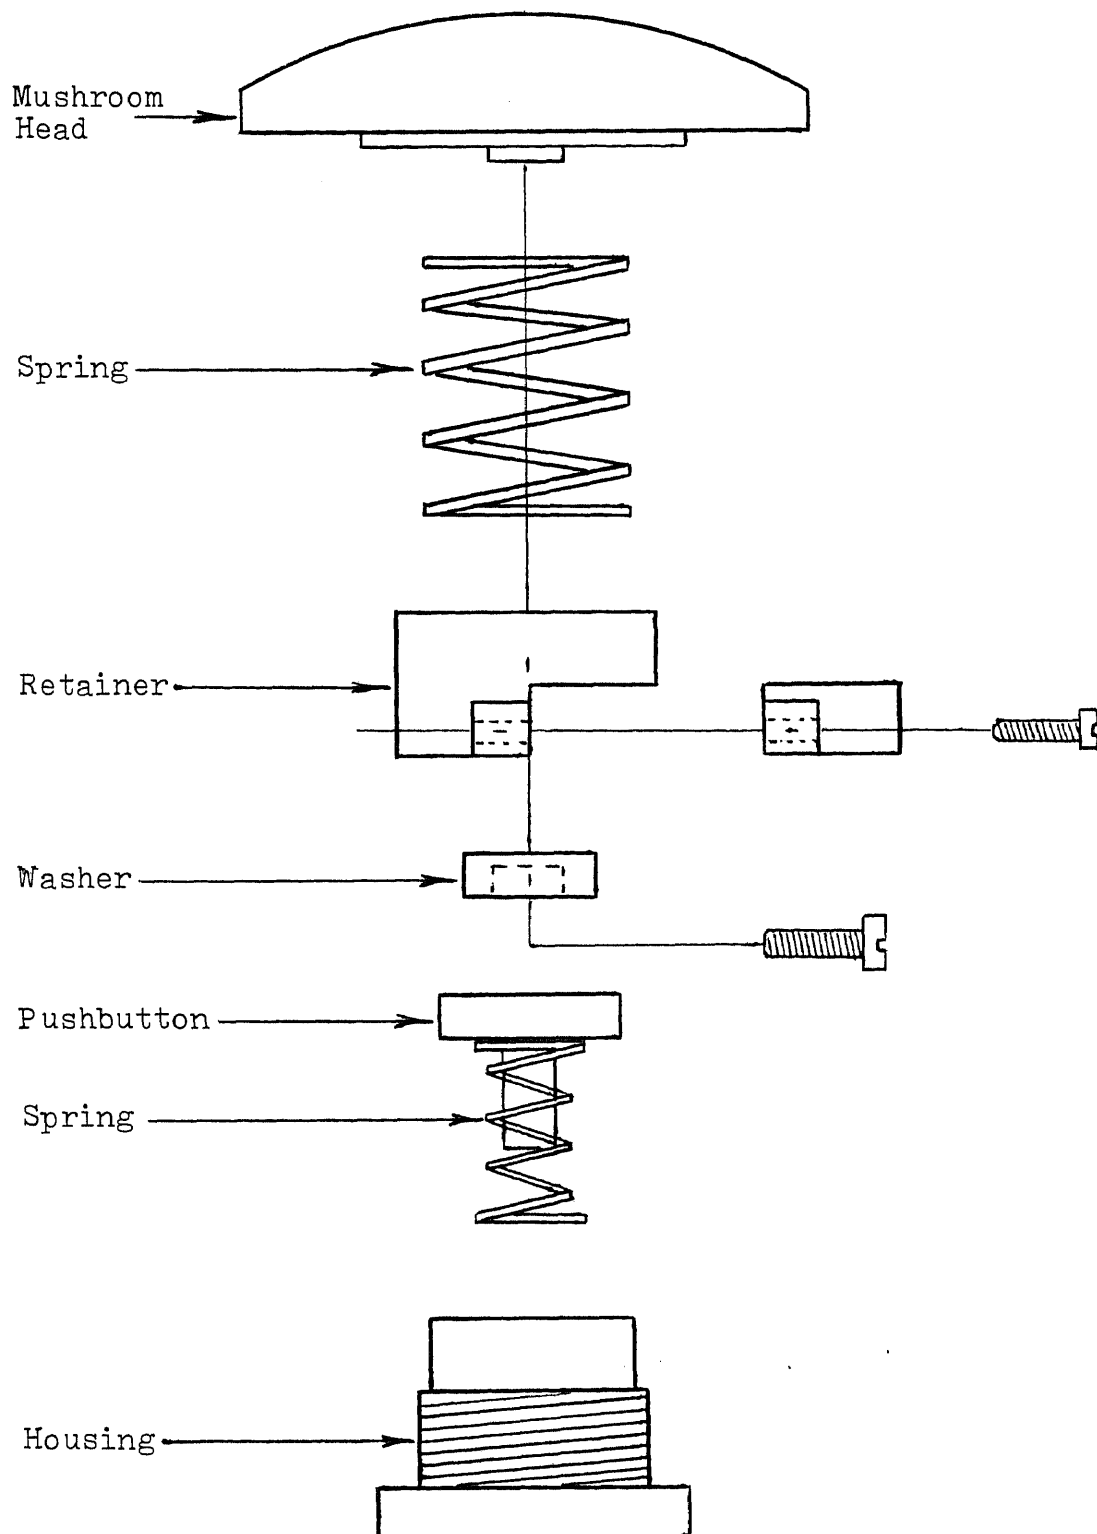 Mushroom
Head
Spring
Retainer
Washer
Pushbutton
Spring
Housing